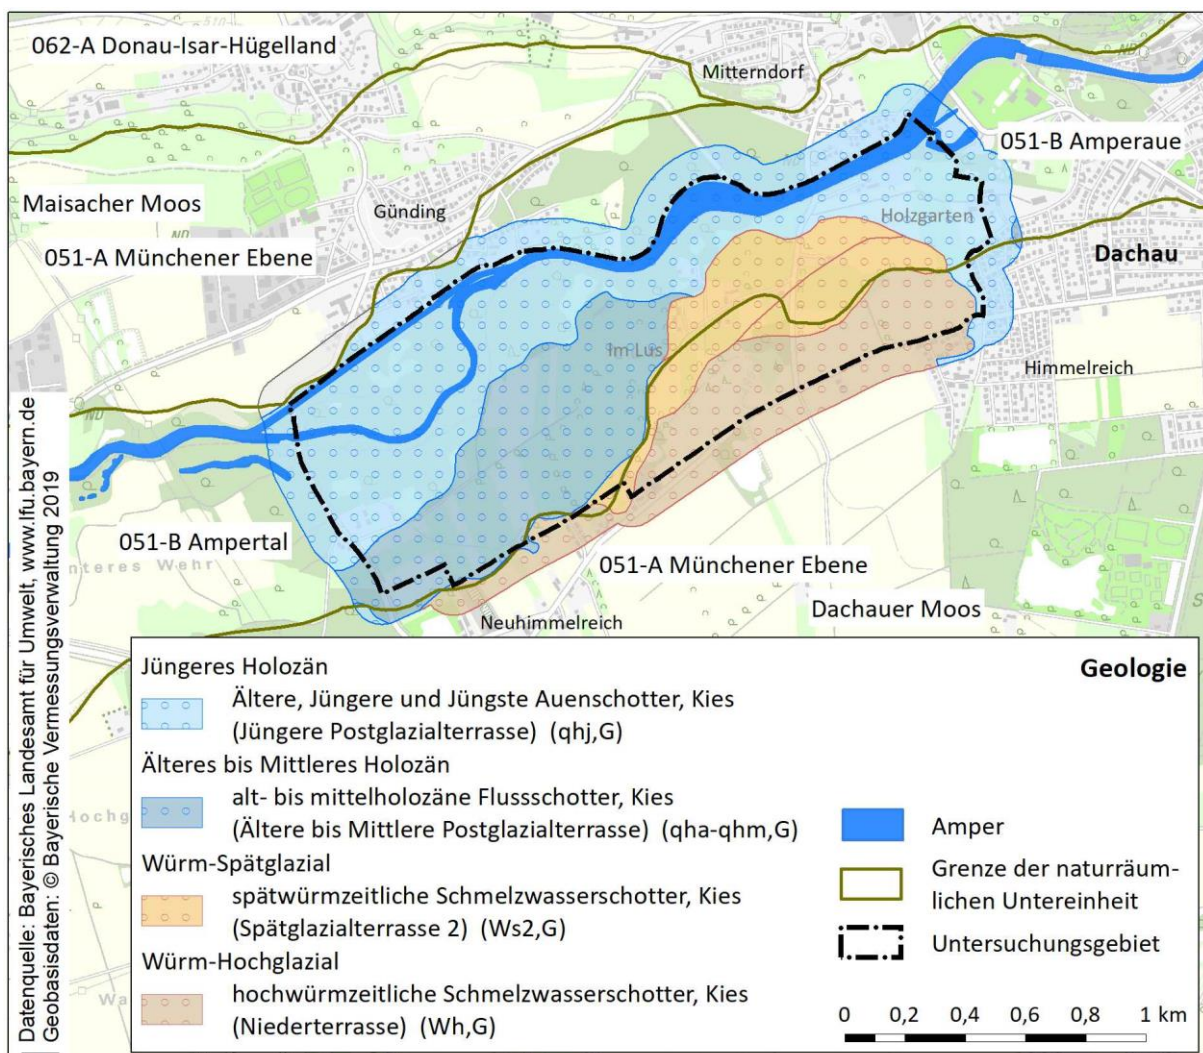 062-A Donau-Isar-Hügelland
ND
Mitterndorf
051-B Amperaue
Maisacher Moos
Günding
Holzgarten
ND
051-A Münchener Ebene
Dachau
Im Lus
Himmelreich
ND
051-B Ampertal
nteres Wehr
051-A Münchener Ebene
Dachauer Moos
Neuhimmelreich
Datenquelle: Bayerisches Landesamt für Umwelt, www.lfu.bayern.de
Geobasisdaten: © Bayerische Vermessungsverwaltung 2019
Geologie
Jüngeres Holozän
Ältere, Jüngere und Jüngste Auenschotter, Kies
(Jüngere Postglazialterrasse) (qhj,G)
Älteres bis Mittleres Holozän
alt- bis mittelholozäne Flussschotter, Kies
(Ältere bis Mittlere Postglazialterrasse) (qha-qhm,G)
Würm-Spätglazial
spätwürmzeitliche Schmelzwasserschotter, Kies
(Spätglazialterrasse 2) (Ws2,G)
Würm-Hochglazial
hochwürmzeitliche Schmelzwasserschotter, Kies
(Niederterrasse) (Wh,G)
Amper
Grenze der naturräum-
lichen Untereinheit
Untersuchungsgebiet
0 0,2 0,4 0,6 0,8 1 km